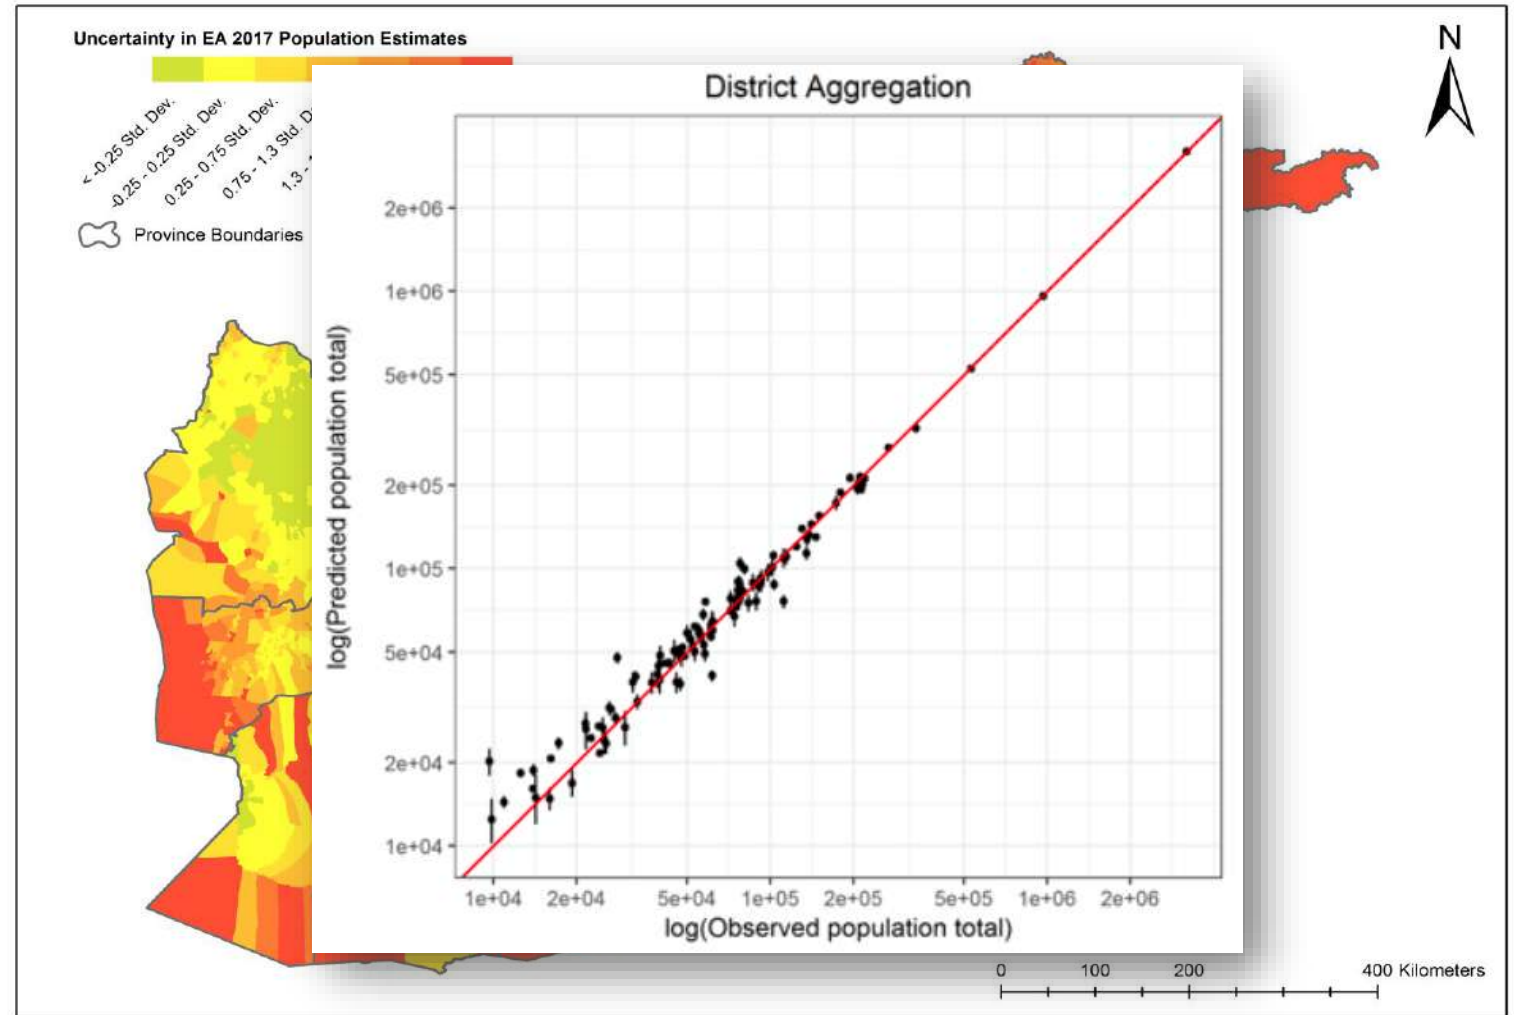 Uncertainty in EA 2017 Population Estimates
N
< -0.25 Std. Dev.
-0.25 - 0.25 Std. Dev.
0.25 - 0.75 Std. Dev.
0.75 - 1.3 Std. D
1.3 -
Province Boundaries
District Aggregation
log(Predicted population total)
2e+06
1e+06
5e+05
2e+05
1e+05
5e+04
2e+04
1e+04
1e+04 2e+04 5e+04 1e+05 2e+05 5e+05 1e+06 2e+06
log(Observed population total)
0 100 200 400 Kilometers